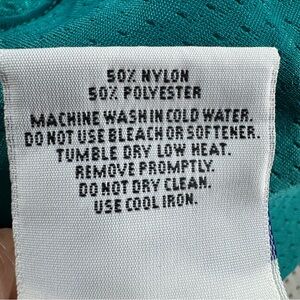 50% NYLON
50% POLYESTER
MACHINE WASH IN COLD WATER.
DO NOT USE BLEACH OR SOFTENER.
TUMBLE DRY LOW HEAT.
REMOVE PROMPTLY.
DO NOT DRY CLEAN.
USE COOL IRON.